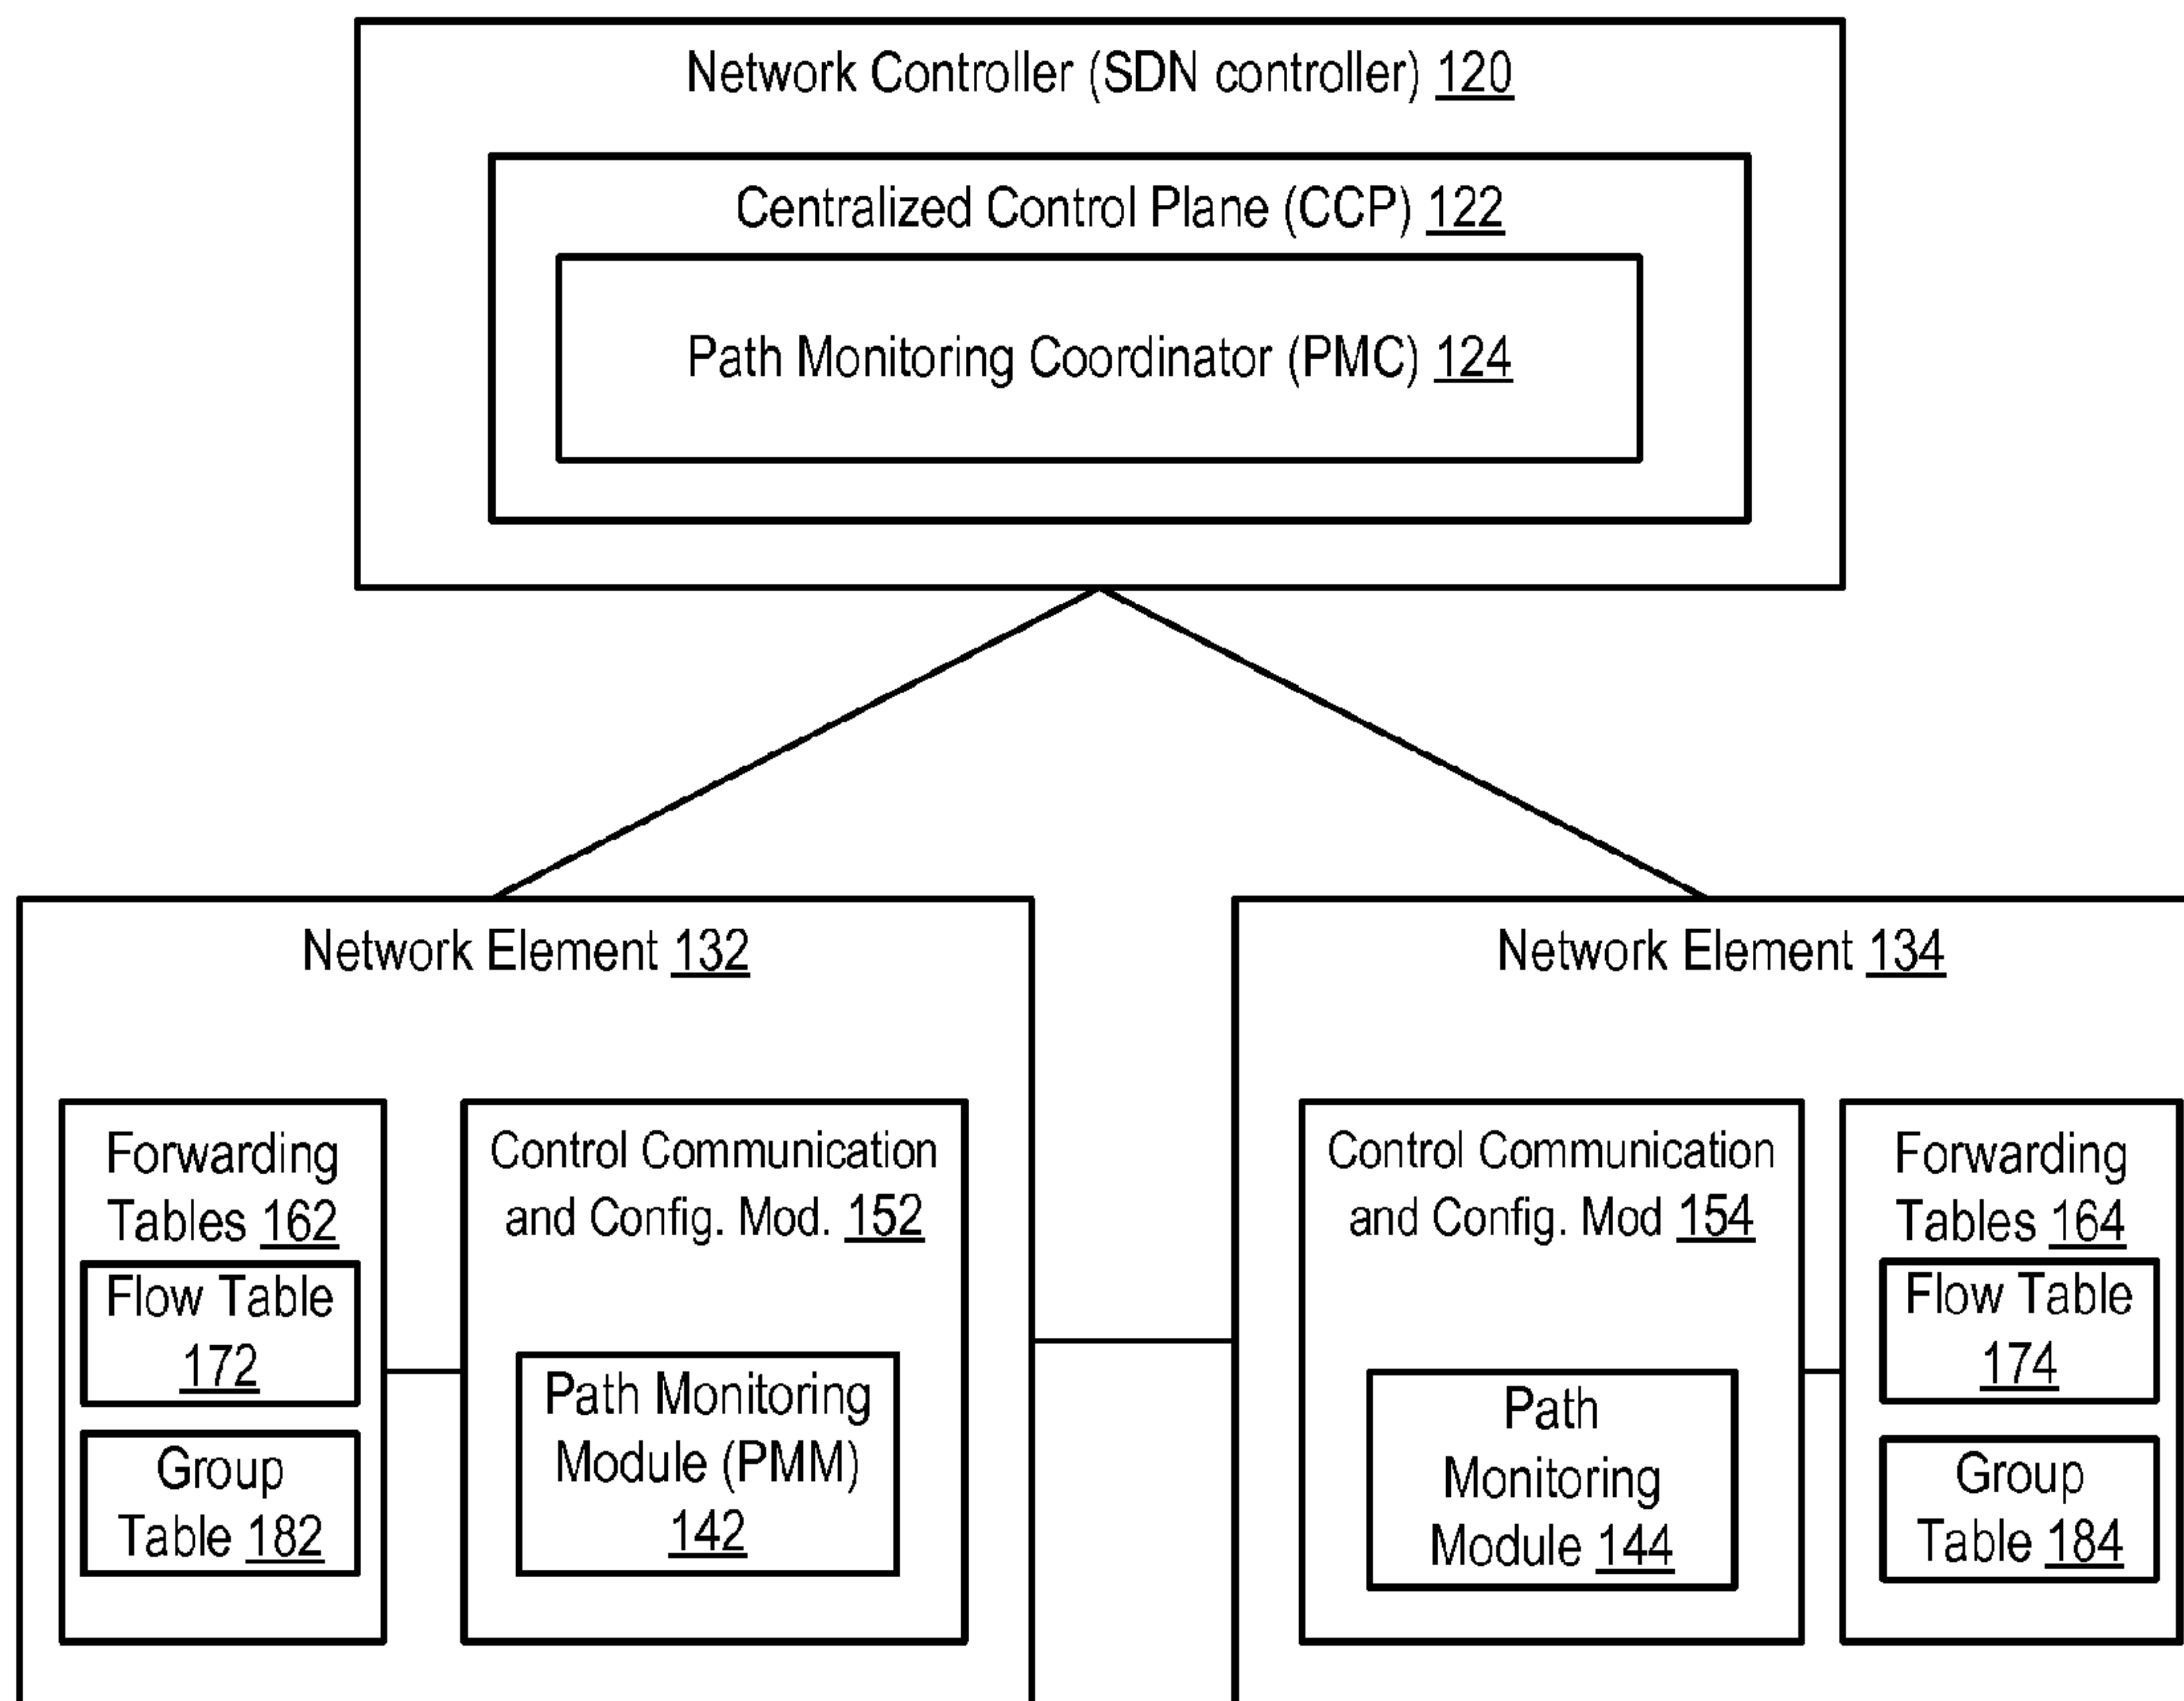 Network Controller (SDN controller) 120
Centralized Control Plane (CCP) 122
Path Monitoring Coordinator (PMC) 124
Network Element 132
Forwarding
Tables 162
Flow Table
172
Group
Table 182
Control Communication
and Config. Mod. 152
Path Monitoring
Module (PMM)
142
Network Element 134
Control Communication
and Config. Mod 154
Path
Monitoring
Module 144
Forwarding
Tables 164
Flow Table
174
Group
Table 184